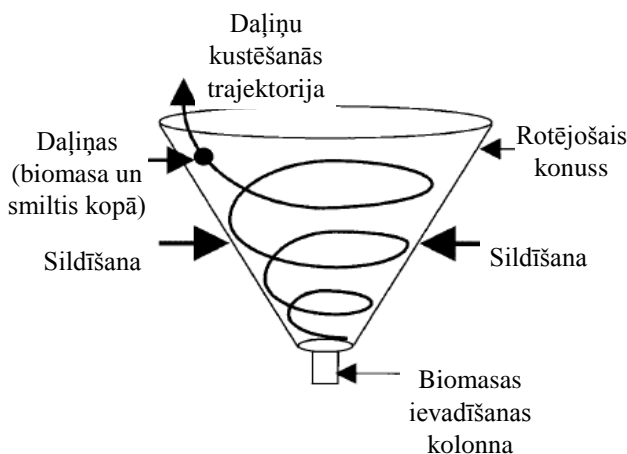 Daļiņu
kustēšanās
trajektorija
Daļiņas
(biomasa un
smiltis kopā)
Rotējošais
konuss
Sildīšana
Sildīšana
Biomasas
ievadīšanas
kolonna